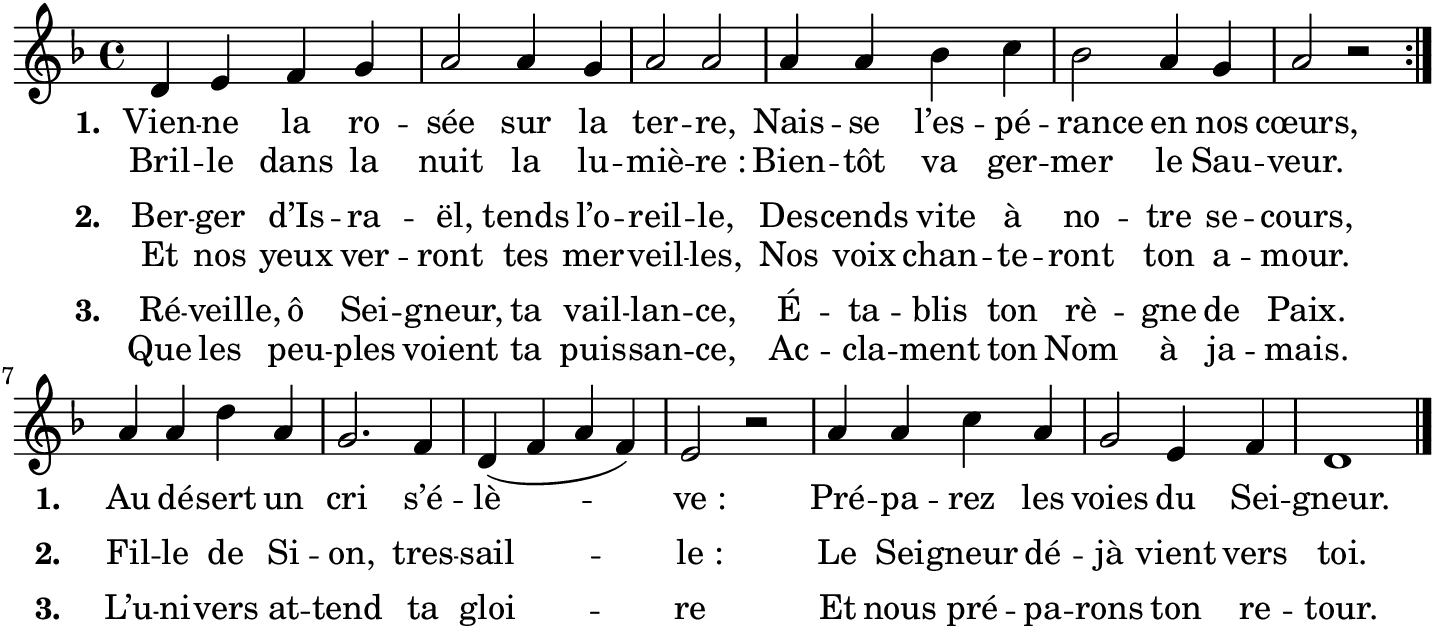 1. Vien -- ne la ro -- sée sur la ter -- re, Nais -- se l’es -- pé -- rance en nos cœurs,
Bril -- le dans la nuit la lu -- miè -- re : Bien -- tôt va ger -- mer le Sau -- veur.
2. Ber -- ger d’Is -- ra -- ël, tends l’o -- reil -- le, Descends vite à no -- tre se -- cours,
Et nos yeux ver -- ront tes mer -- veil -- les, Nos voix chan -- te -- ront ton a -- mour.
3. Ré -- veille, ô Sei -- gneur, ta vail -- lan -- ce, É -- ta -- blis ton rè -- gne de Paix.
Que les peu -- ples voient ta puis -- san -- ce, Ac -- cla -- ment ton Nom à ja -- mais.
7
1. Au désert un cri s’é -- lè -- ve : Pré -- pa -- rez les voies du Sei -- gneur.
2. Fil -- le de Si -- on, tres -- sail -- le : Le Seigneur dé -- jà vient vers toi.
3. L’u -- nivers at -- tend ta gloi -- re Et nous pré -- pa -- rons ton re -- tour.